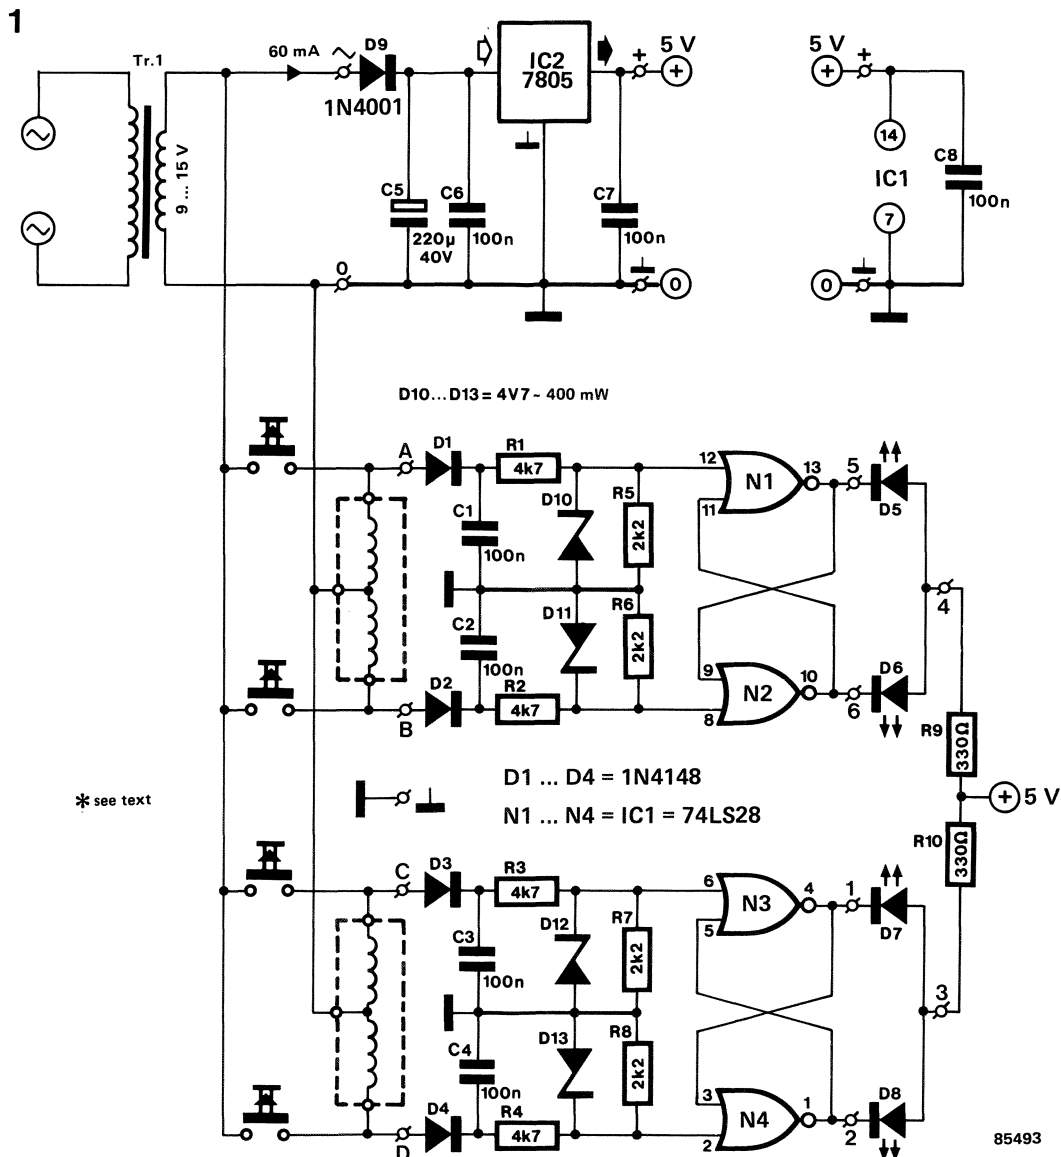 1
Tr.1
9 ... 15 V
60 mA
D9
1N4001
IC2
7805
5 V
+
+
5 V
+
+
C5
220µ
40V
C6
100n
C7
100n
14
IC1
7
C8
100n
0
0
0
D10...D13 = 4V7 ~ 400 mW
A
D1
R1
4k7
C1
100n
D10
R5
2k2
12
11
N1
13
5
D5
C2
100n
D11
R6
2k2
4
B
D2
R2
4k7
9
8
N2
10
6
D6
R9
330Ω
D1 ... D4 = 1N4148
N1 ... N4 = IC1 = 74LS28
* see text
+
5 V
R10
330Ω
C
D3
R3
4k7
C3
100n
D12
R7
2k2
6
5
N3
4
1
D7
C4
100n
D13
R8
2k2
3
D
D4
R4
4k7
3
2
N4
1
2
D8
85493